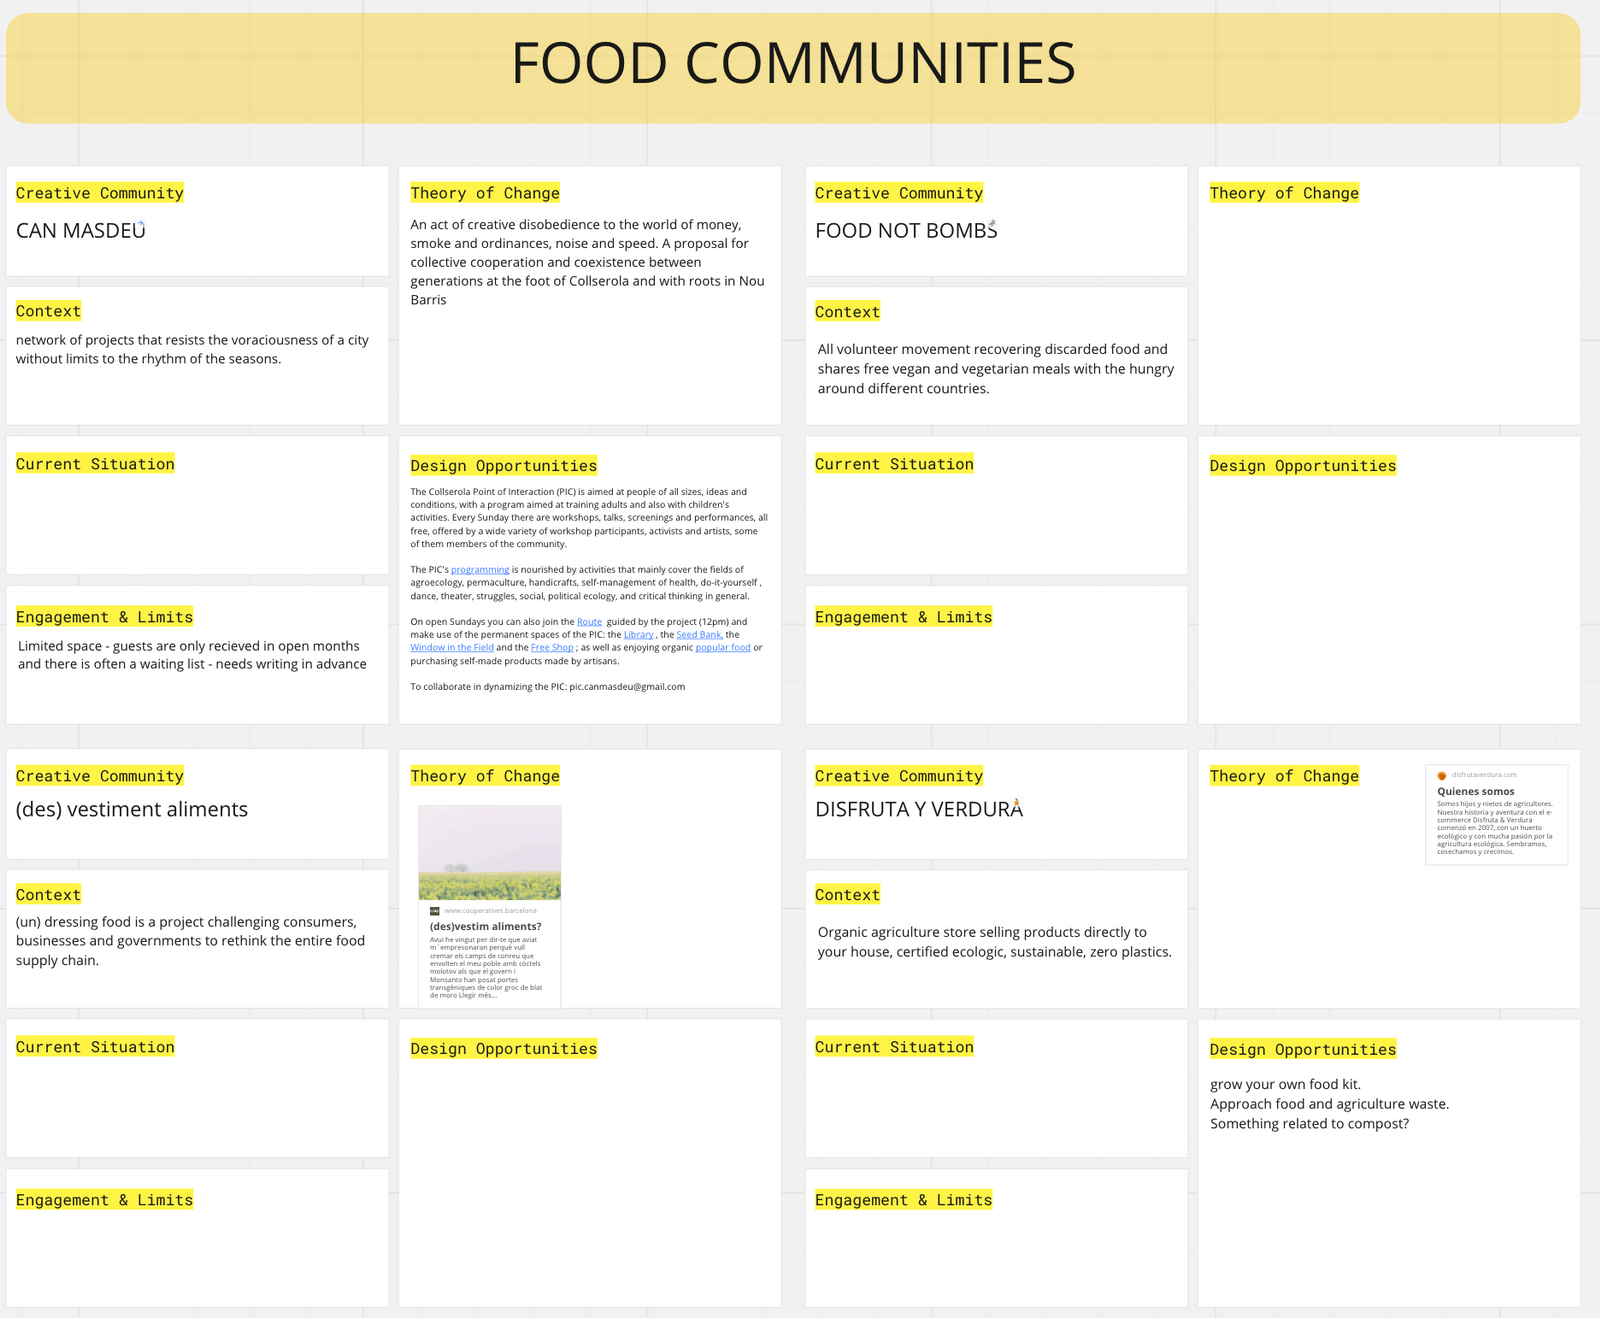 FOOD COMMUNITIES
Creative Community
CAN MASDEU
Theory of Change
An act of creative disobedience to the world of money,
smoke and ordinances, noise and speed. A proposal for
collective cooperation and coexistence between
generations at the foot of Collserola and with roots in Nou
Barris
Context
network of projects that resists the voraciousness of a city
without limits to the rhythm of the seasons.
Current Situation
Design Opportunities
The Collserola Point of Interaction (PIC) is aimed at people of all sizes, ideas and
conditions, with a program aimed at training adults and also with children's
activities. Every Sunday there are workshops, talks, screenings and performances, all
free, offered by a wide variety of workshop participants, activists and artists, some
of them members of the community.
The PIC's programming is nourished by activities that mainly cover the fields of
agroecology, permaculture, handicrafts, self-management of health, do-it-yourself ,
dance, theater, struggles, social, political ecology, and critical thinking in general.
On open Sundays you can also join the Route guided by the project (12pm) and
make use of the permanent spaces of the PIC: the Library , the Seed Bank, the
Window in the Field and the Free Shop ; as well as enjoying organic popular food or
purchasing self-made products made by artisans.
To collaborate in dynamizing the PIC: pic.canmasdeu@gmail.com
Engagement & Limits
Limited space - guests are only recieved in open months
and there is often a waiting list - needs writing in advance
Creative Community
FOOD NOT BOMBS
Theory of Change
Context
All volunteer movement recovering discarded food and
shares free vegan and vegetarian meals with the hungry
around different countries.
Current Situation
Design Opportunities
Engagement & Limits
Creative Community
(des) vestiment aliments
Theory of Change
www.cooperatives.barcelona
(des)vestim aliments?
Avui he vingut per dir-te que aviat
m´empresonaran perquè vull
cremar els camps de conreu que
envolten el meu poble amb còctels
molotov als que el govern i
Monsanto han posat portes
transgèniques de color groc de blat
de moro Llegir més...
Context
(un) dressing food is a project challenging consumers,
businesses and governments to rethink the entire food
supply chain.
Current Situation
Design Opportunities
Engagement & Limits
Creative Community
DISFRUTA Y VERDURA
Theory of Change
disfrutaverdura.com
Quienes somos
Somos hijos y nietos de agricultores.
Nuestra historia y aventura con el e-
commerce Disfruta & Verdura
comenzó en 2007, con un huerto
ecológico y con mucha pasión por la
agricultura ecológica. Sembramos,
cosechamos y crecimos.
Context
Organic agriculture store selling products directly to
your house, certified ecologic, sustainable, zero plastics.
Current Situation
Design Opportunities
grow your own food kit.
Approach food and agriculture waste.
Something related to compost?
Engagement & Limits